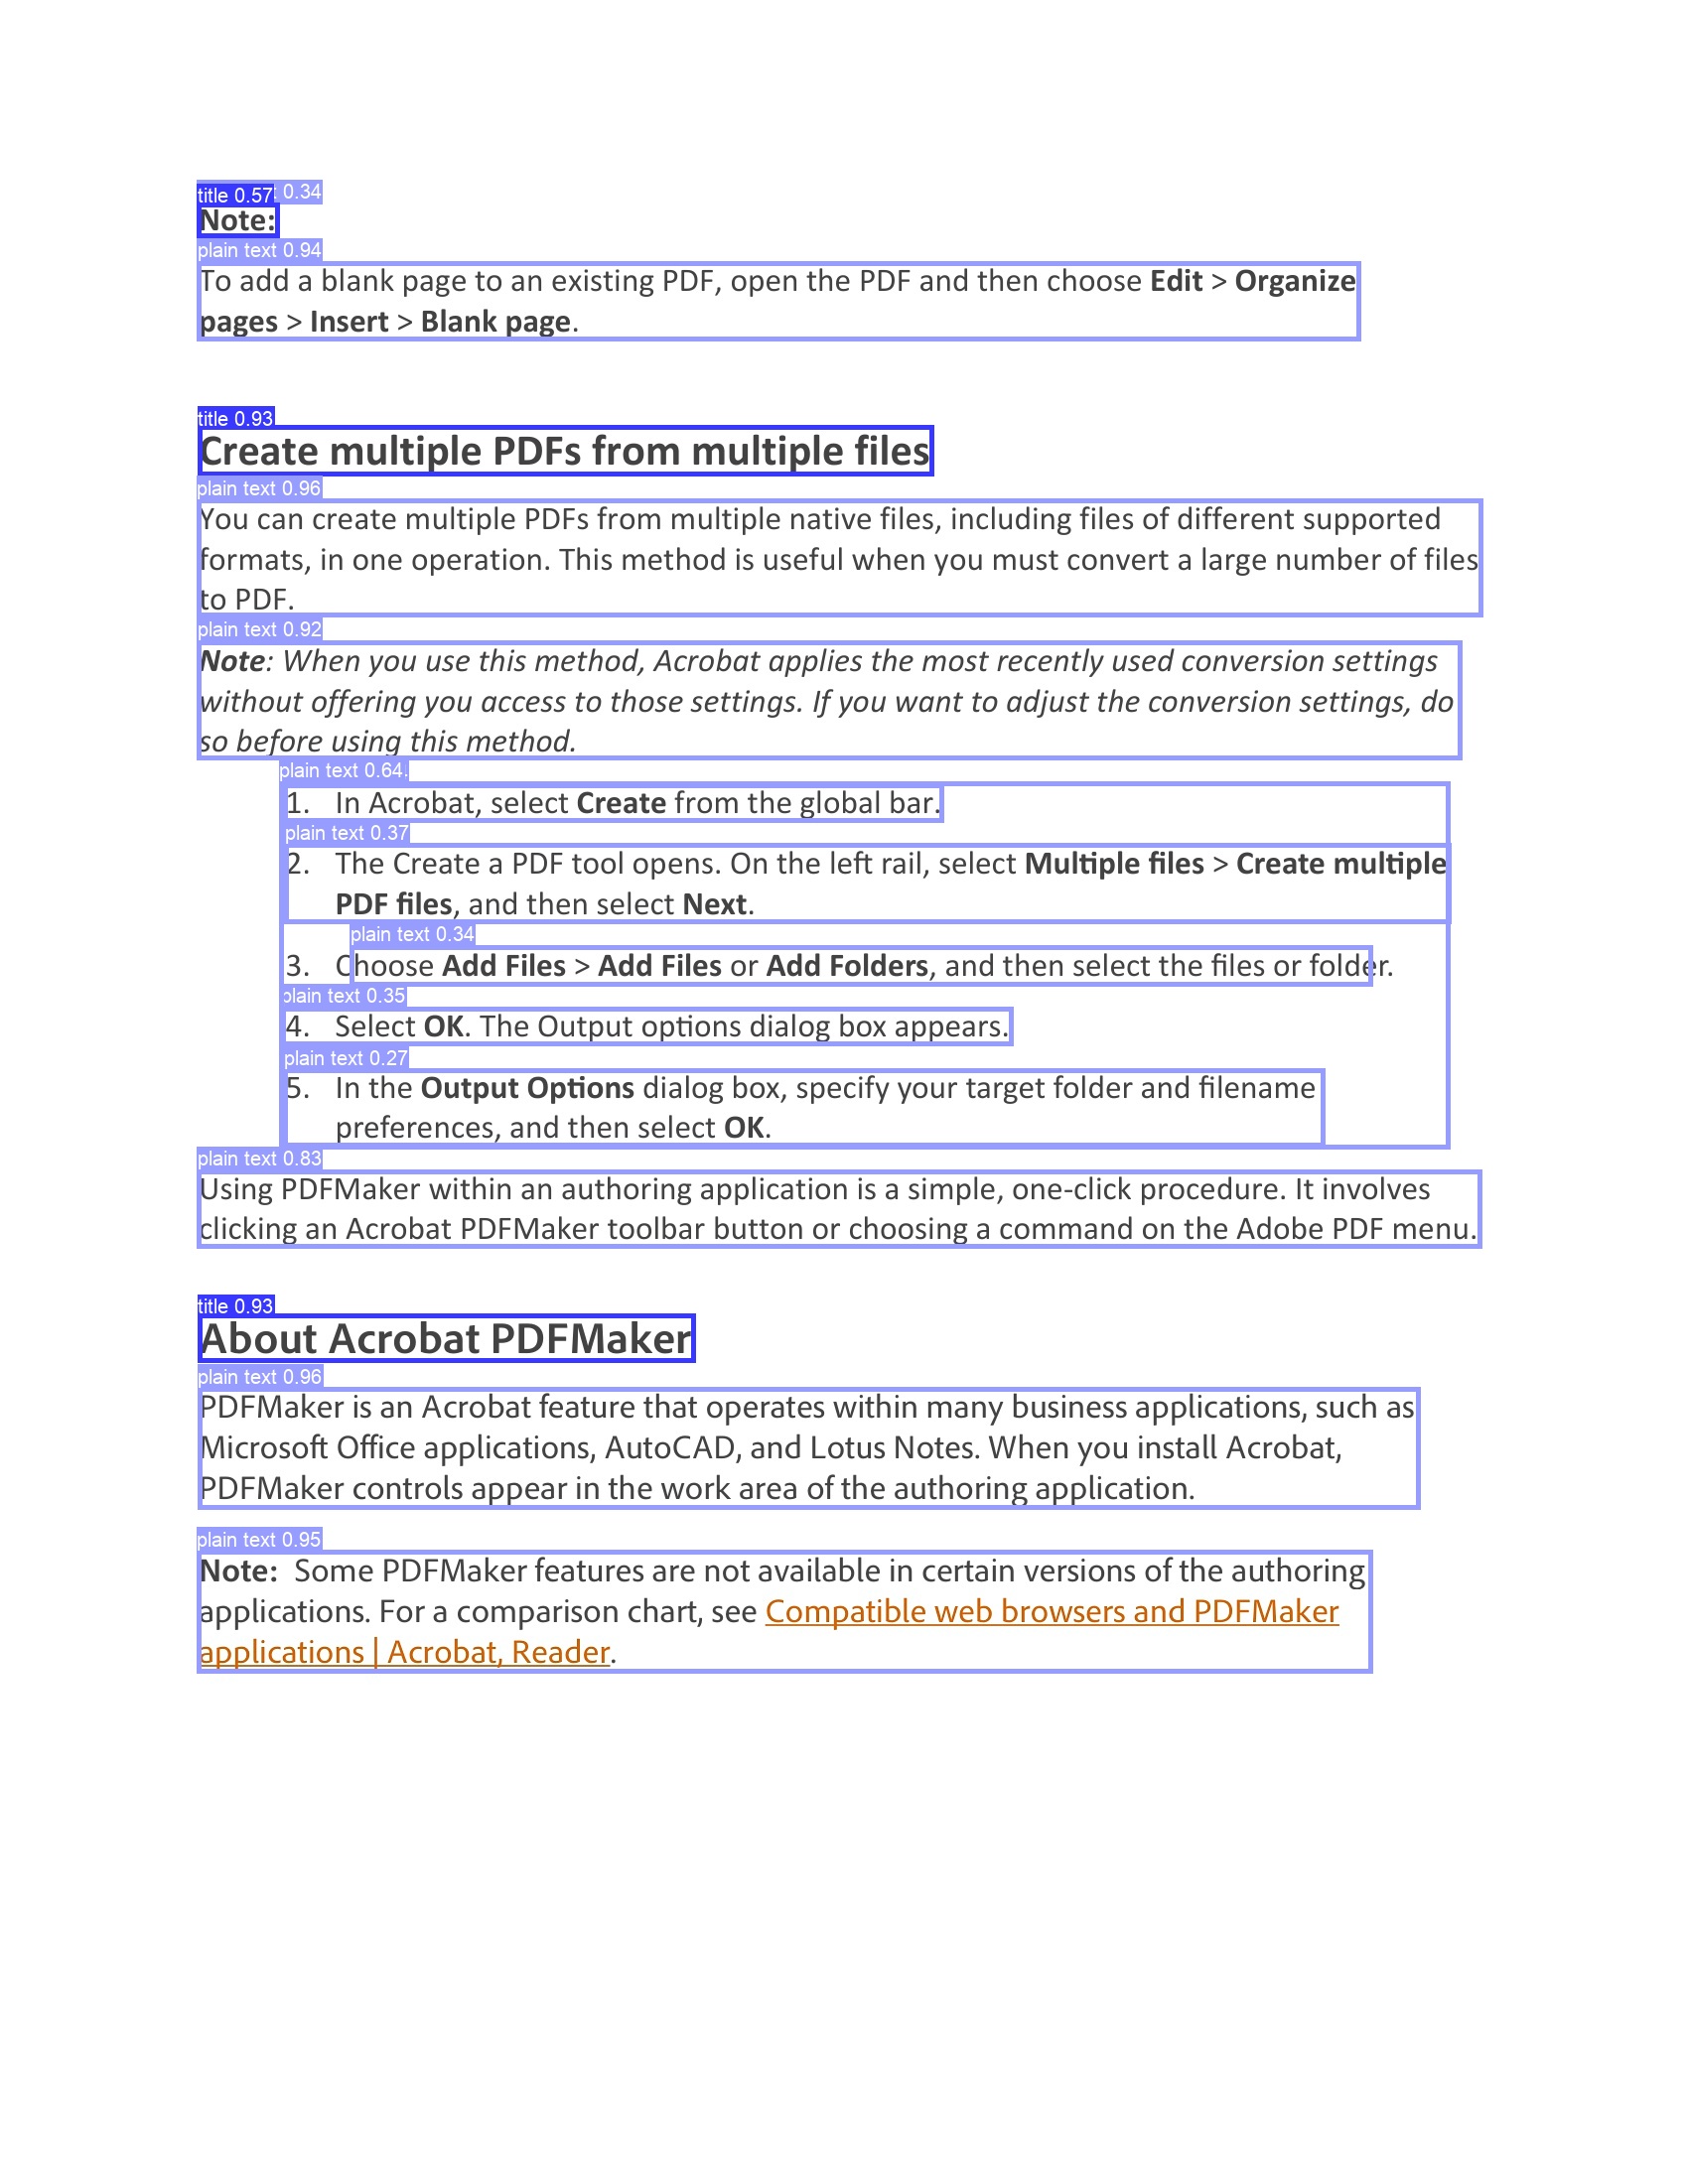 title 0.57 : 0.34
Note:
plain text 0.94
To add a blank page to an existing PDF, open the PDF and then choose Edit > Organize
pages > Insert > Blank page.
title 0.93
Create multiple PDFs from multiple files
plain text 0.96
You can create multiple PDFs from multiple native files, including files of different supported
formats, in one operation. This method is useful when you must convert a large number of files
to PDF.
plain text 0.92
Note: When you use this method, Acrobat applies the most recently used conversion settings
without offering you access to those settings. If you want to adjust the conversion settings, do
so before using this method.
plain text 0.64
1. In Acrobat, select Create from the global bar.
plain text 0.37
2. The Create a PDF tool opens. On the left rail, select Multiple files > Create multiple
PDF files, and then select Next.
plain text 0.34
3. Choose Add Files > Add Files or Add Folders, and then select the files or folder.
plain text 0.35
4. Select OK. The Output options dialog box appears.
plain text 0.27
5. In the Output Options dialog box, specify your target folder and filename
preferences, and then select OK.
plain text 0.83
Using PDFMaker within an authoring application is a simple, one-click procedure. It involves
clicking an Acrobat PDFMaker toolbar button or choosing a command on the Adobe PDF menu.
title 0.93
About Acrobat PDFMaker
plain text 0.96
PDFMaker is an Acrobat feature that operates within many business applications, such as
Microsoft Office applications, AutoCAD, and Lotus Notes. When you install Acrobat,
PDFMaker controls appear in the work area of the authoring application.
plain text 0.95
Note: Some PDFMaker features are not available in certain versions of the authoring
applications. For a comparison chart, see Compatible web browsers and PDFMaker
applications | Acrobat, Reader.